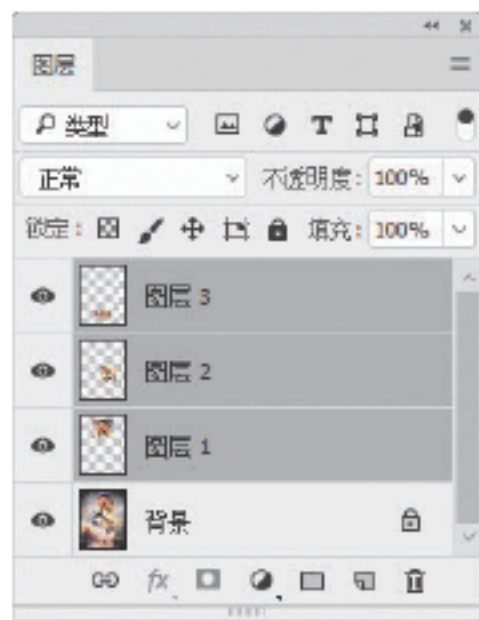 图层
类型
正常 不透明度: 100%
锁定: 填充: 100%
图层 3
图层 2
图层 1
背景
fx